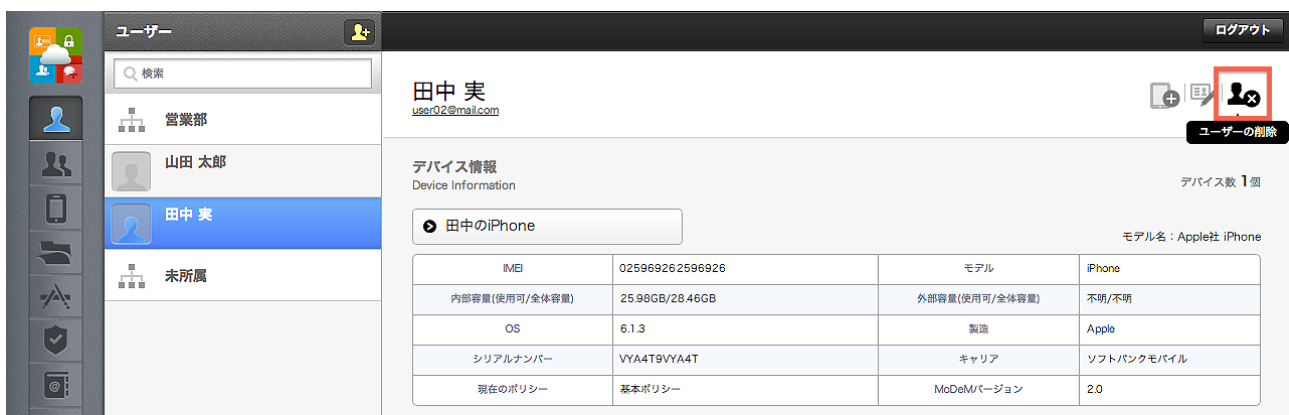 ユーザー
ログアウト
検索
営業部
山田 太郎
田中 実
未所属
田中 実
user02@mail.com
ユーザーの削除
デバイス情報
Device Information
デバイス数 1個
田中のiPhone
モデル名：Apple社 iPhone
IMEI 025969262596926 モデル iPhone
内部容量(使用可/全体容量) 25.98GB/28.46GB 外部容量(使用可/全体容量) 不明/不明
OS 6.1.3 製造 Apple
シリアルナンバー VYA4T9VYA4T キャリア ソフトバンクモバイル
現在のポリシー 基本ポリシー MoDeMバージョン 2.0